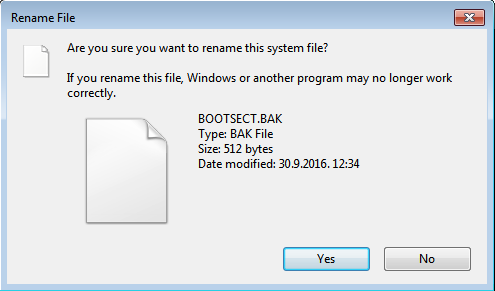 Rename File
Are you sure you want to rename this system file?
If you rename this file, Windows or another program may no longer work
correctly.
BOOTSECT.BAK
Type: BAK File
Size: 512 bytes
Date modified: 30.9.2016. 12:34
Yes
No